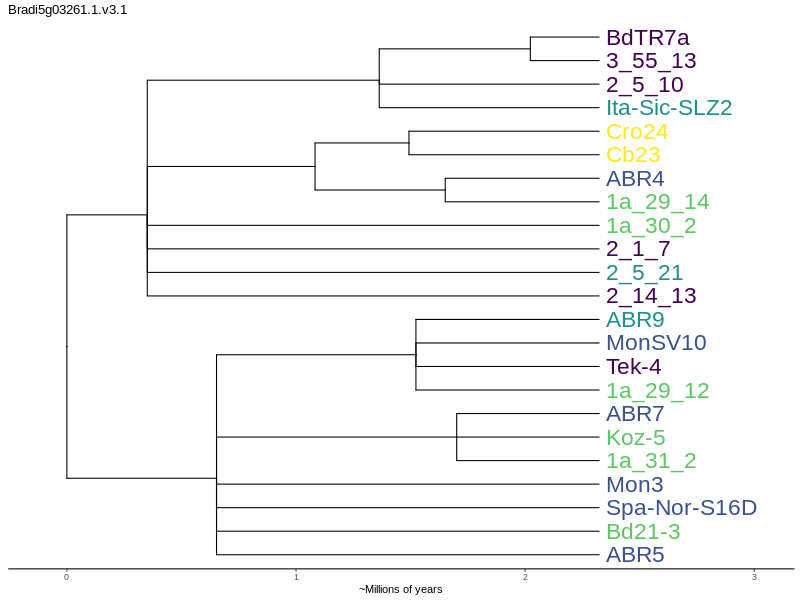 Bradi5g03261.1.v3.1
BdTR7a
3_55_13
2_5_10
Ita-Sic-SLZ2
Cro24
Cb23
ABR4
1a_29_14
1a_30_2
2_1_7
2_5_21
2_14_13
ABR9
MonSV10
Tek-4
1a_29_12
ABR7
Koz-5
1a_31_2
Mon3
Spa-Nor-S16D
Bd21-3
ABR5
0 1 2 3
~Millions of years